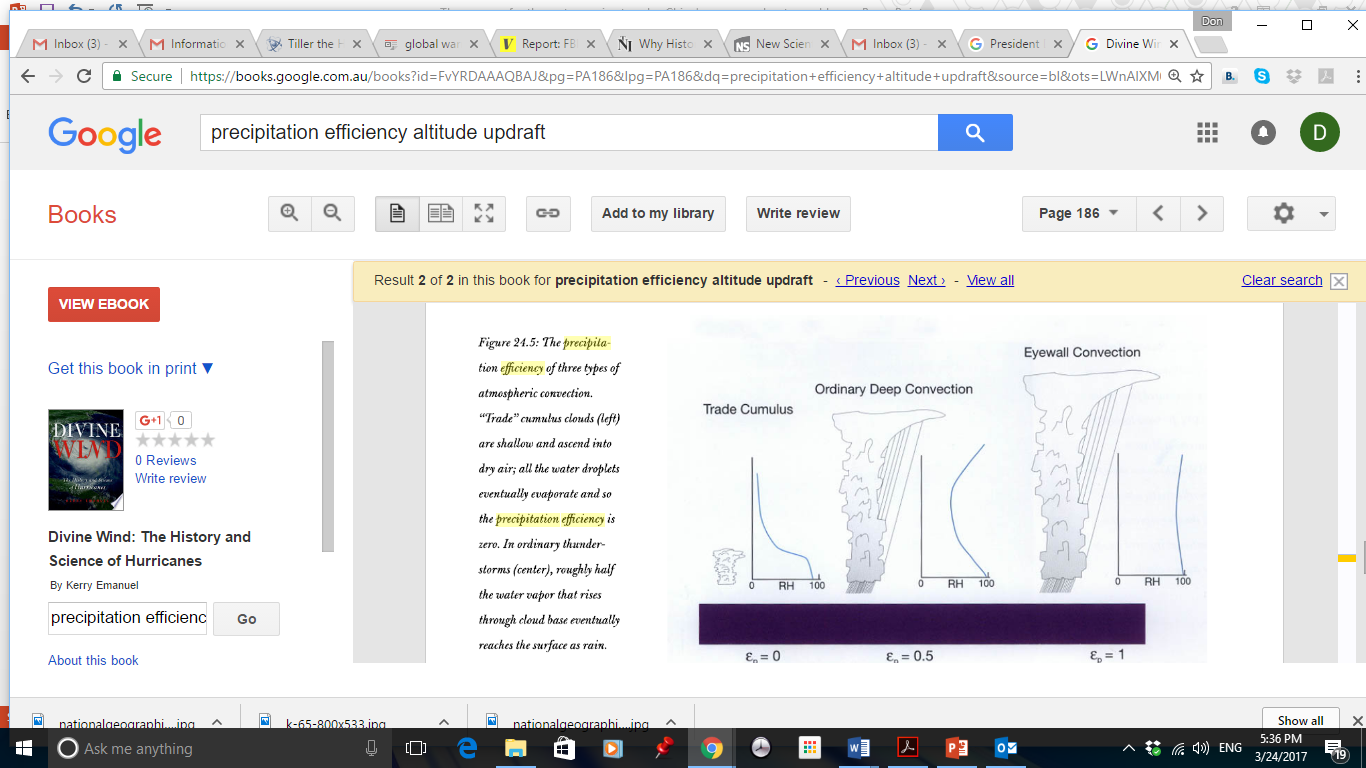 Don
Inbox (3) -
Informatio
Tiller the H
global war
Report: FB
Why Histo
New Scien
Inbox (3) -
President
Divine Win
Secure
https://books.google.com.au/books?id=FvYRDAAAQBAJ&pg=PA186&lpg=PA186&dq=precipitation+efficiency+altitude+updraft&source=bl&ots=LWnAIXM
Google
precipitation efficiency altitude updraft
D
Books
Add to my library
Write review
Page 186
VIEW EBOOK
Result 2 of 2 in this book for precipitation efficiency altitude updraft - ‹ Previous Next › - View all
Clear search
Get this book in print ▼
DIVINE
WIND
G+1 0
0 Reviews
Write review
Divine Wind: The History and
Science of Hurricanes
By Kerry Emanuel
precipitation efficienc
Go
About this book
Figure 24.5: The precipita-
tion efficiency of three types of
atmospheric convection.
“Trade” cumulus clouds (left)
are shallow and ascend into
dry air; all the water droplets
eventually evaporate and so
the precipitation efficiency is
zero. In ordinary thunder-
storms (center), roughly half
the water vapor that rises
through cloud base eventually
reaches the surface as rain.
Trade Cumulus
Ordinary Deep Convection
Eyewall Convection
0 RH 100
0 RH 100
0 RH 100
εp = 0
εp = 0.5
εp = 1
nationalgeographi....jpg
k-65-800x533.jpg
nationalgeographi....jpg
Show all
Ask me anything
ENG
5:36 PM
3/24/2017
19